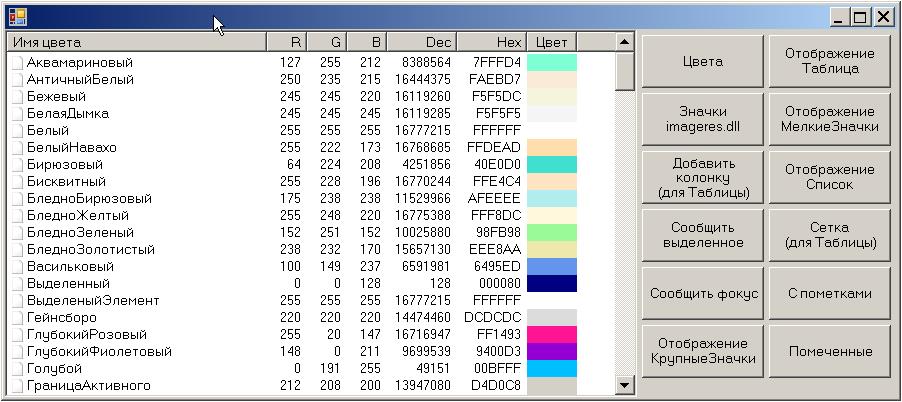 Имя цвета R G B Dec Hex Цвет
Аквамариновый 127 255 212 8388564 7FFFD4
АнтичныйБелый 250 235 215 16444375 FAEBD7
Бежевый 245 245 220 16119260 F5F5DC
БелаяДымка 245 245 245 16119285 F5F5F5
Белый 255 255 255 16777215 FFFFFF
БелыйНавахо 255 222 173 16768685 FFDEAD
Бирюзовый 64 224 208 4251856 40E0D0
Бисквитный 255 228 196 16770244 FFE4C4
БледноБирюзовый 175 238 238 11529966 AFEEEE
БледноЖелтый 255 248 220 16775388 FFF8DC
БледноЗеленый 152 251 152 10025880 98FB98
БледноЗолотистый 238 232 170 15657130 EEE8AA
Васильковый 100 149 237 6591981 6495ED
Выделенный 0 0 128 128 000080
ВыделеныйЭлемент 255 255 255 16777215 FFFFFF
Гейнсборо 220 220 220 14474460 DCDCDC
ГлубокийРозовый 255 20 147 16716947 FF1493
ГлубокийФиолетовый 148 0 211 9699539 9400D3
Голубой 0 191 255 49151 00BFFF
ГраницаАктивного 212 208 200 13947080 D4D0C8
Цвета
Отображение
Таблица
Значки
imageres.dll
Отображение
МелкиеЗначки
Добавить
колонку
(для Таблицы)
Отображение
Список
Сообщить
выделенное
Сетка
(для Таблицы)
Сообщить фокус
С пометками
Отображение
КрупныеЗначки
Помеченные